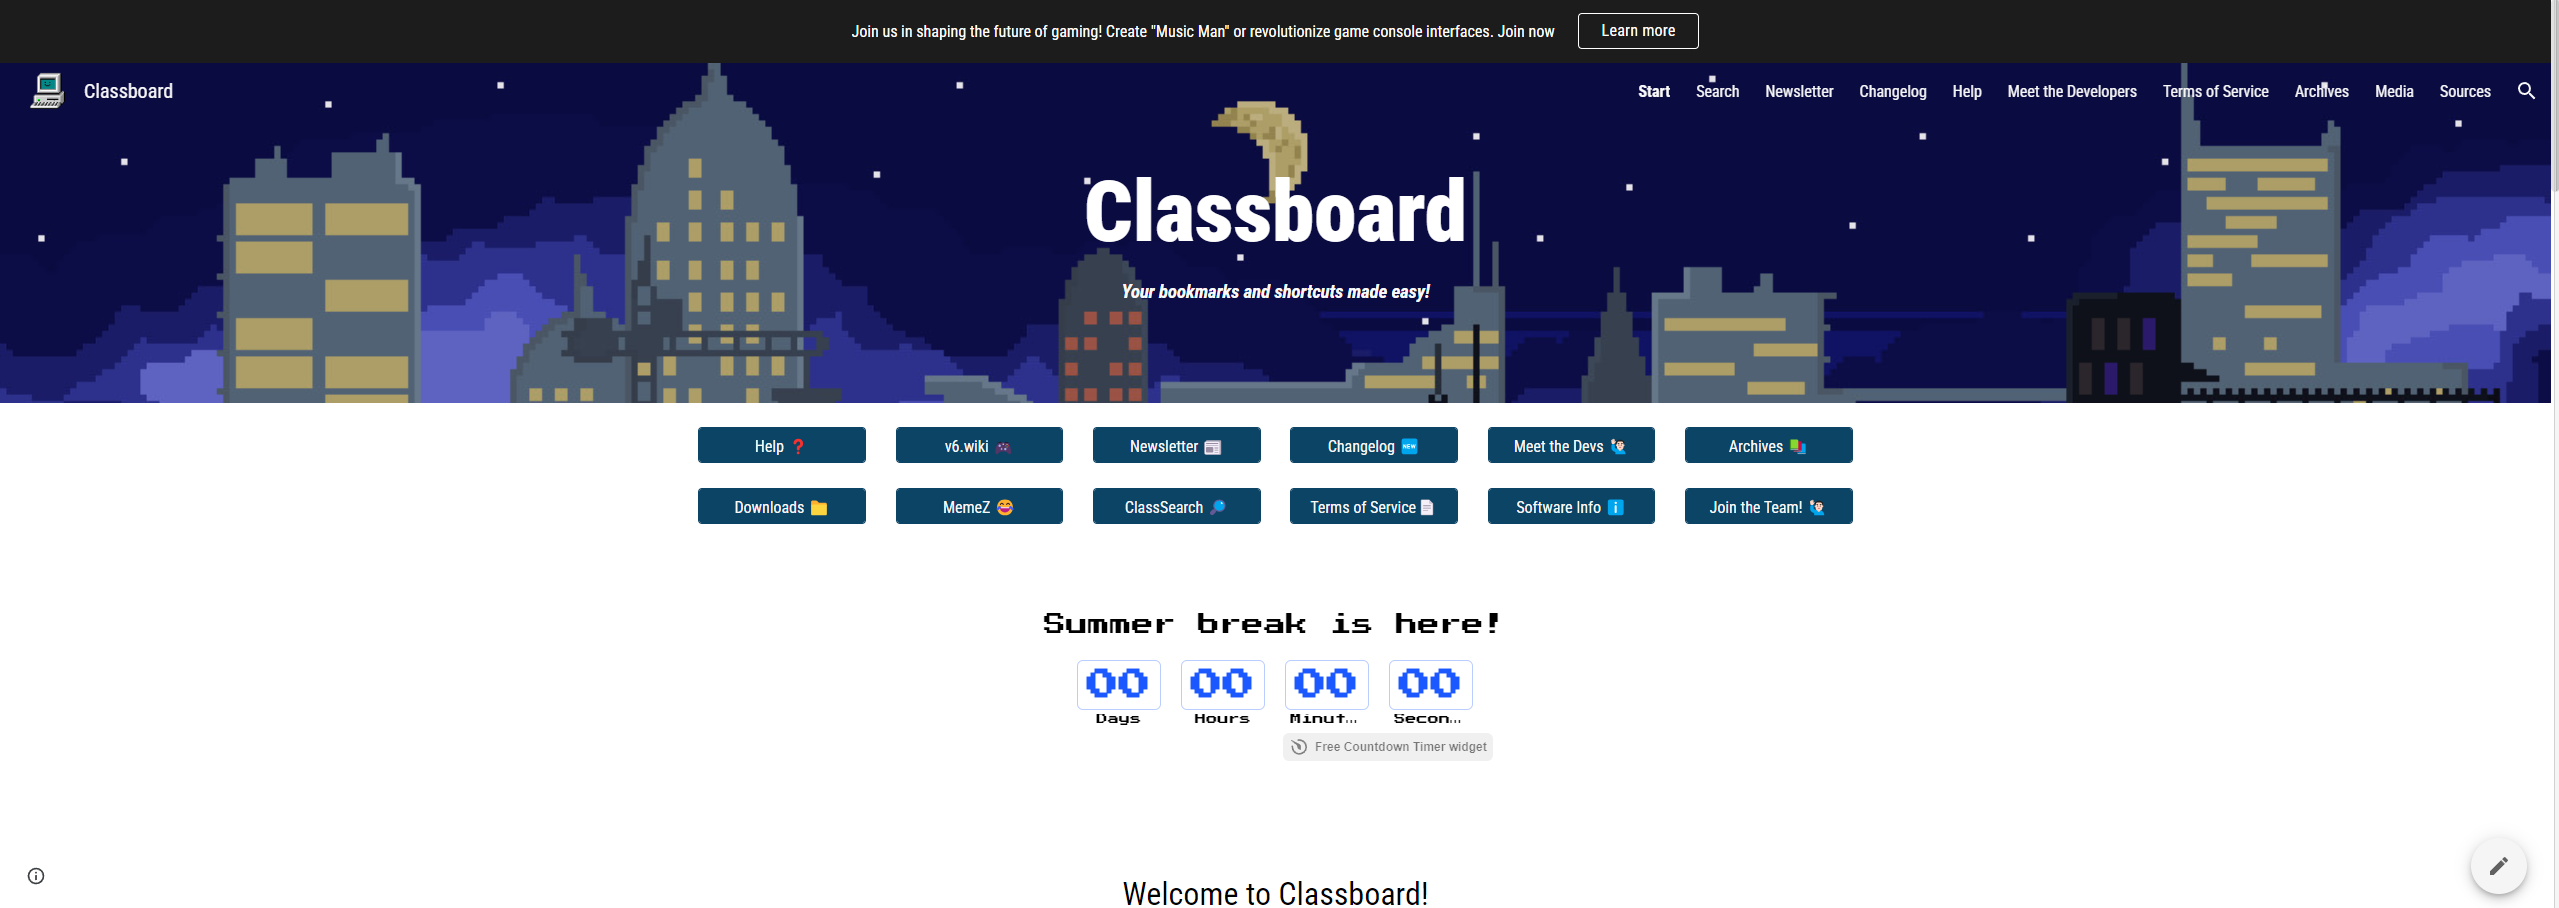 Join us in shaping the future of gaming! Create "Music Man" or revolutionize game console interfaces. Join now
Learn more
Classboard
Start
Search
Newsletter
Changelog
Help
Meet the Developers
Terms of Service
Archives
Media
Sources
Classboard
Your bookmarks and shortcuts made easy!
Help ❓
v6.wiki 🎮
Newsletter 📰
Changelog 🆕
Meet the Devs 🙋🏻‍♂️
Archives 📚
Downloads 📁
MemeZ 😂
ClassSearch 🔎
Terms of Service 📄
Software Info ℹ️
Join the Team! 🙋🏻‍♂️
Summer break is here!
00 00 00 00
Days Hours Minut... Secon...
Free Countdown Timer widget
Welcome to Classboard!